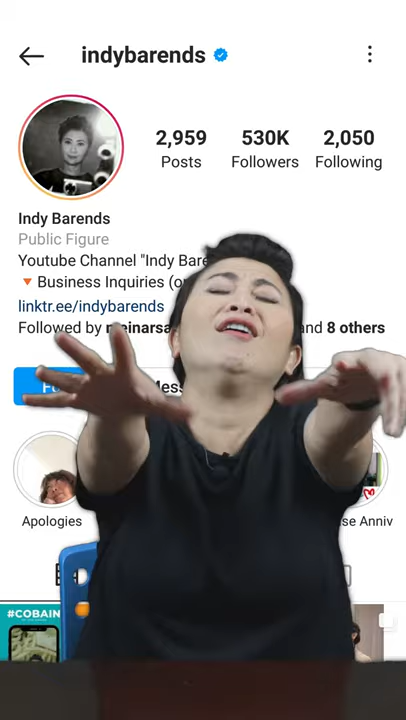 indybarends
2,959
Posts
530K
Followers
2,050
Following
Indy Barends
Public Figure
Youtube Channel "Indy Bare
Business Inquiries
linktr.ee/indybarends
Followed by and 8 others
Apologies
Anniv
#COBAIN